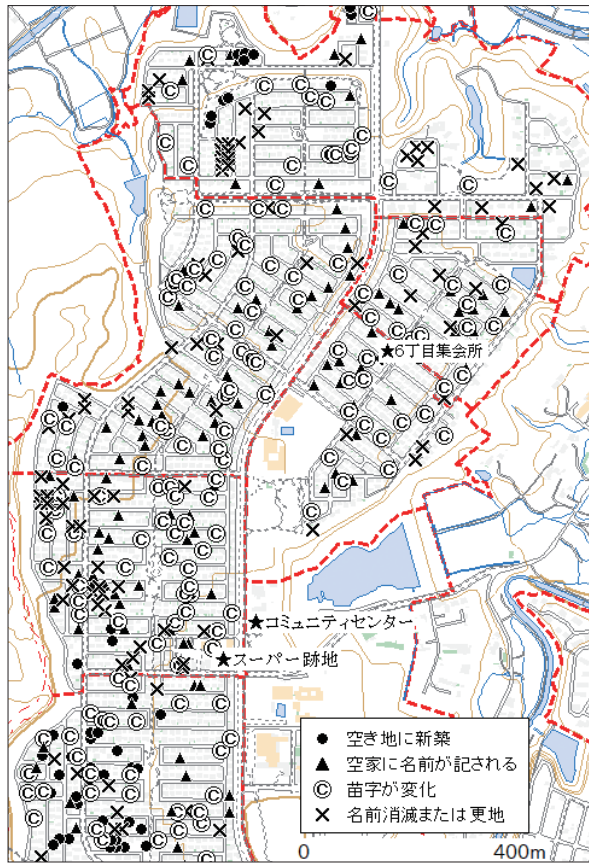 ★6丁目集会所
★コミュニティセンター
★スーパー跡地
● 空き地に新築
▲ 空家に名前が記される
Ⓒ 苗字が変化
× 名前消滅または更地
0 400m